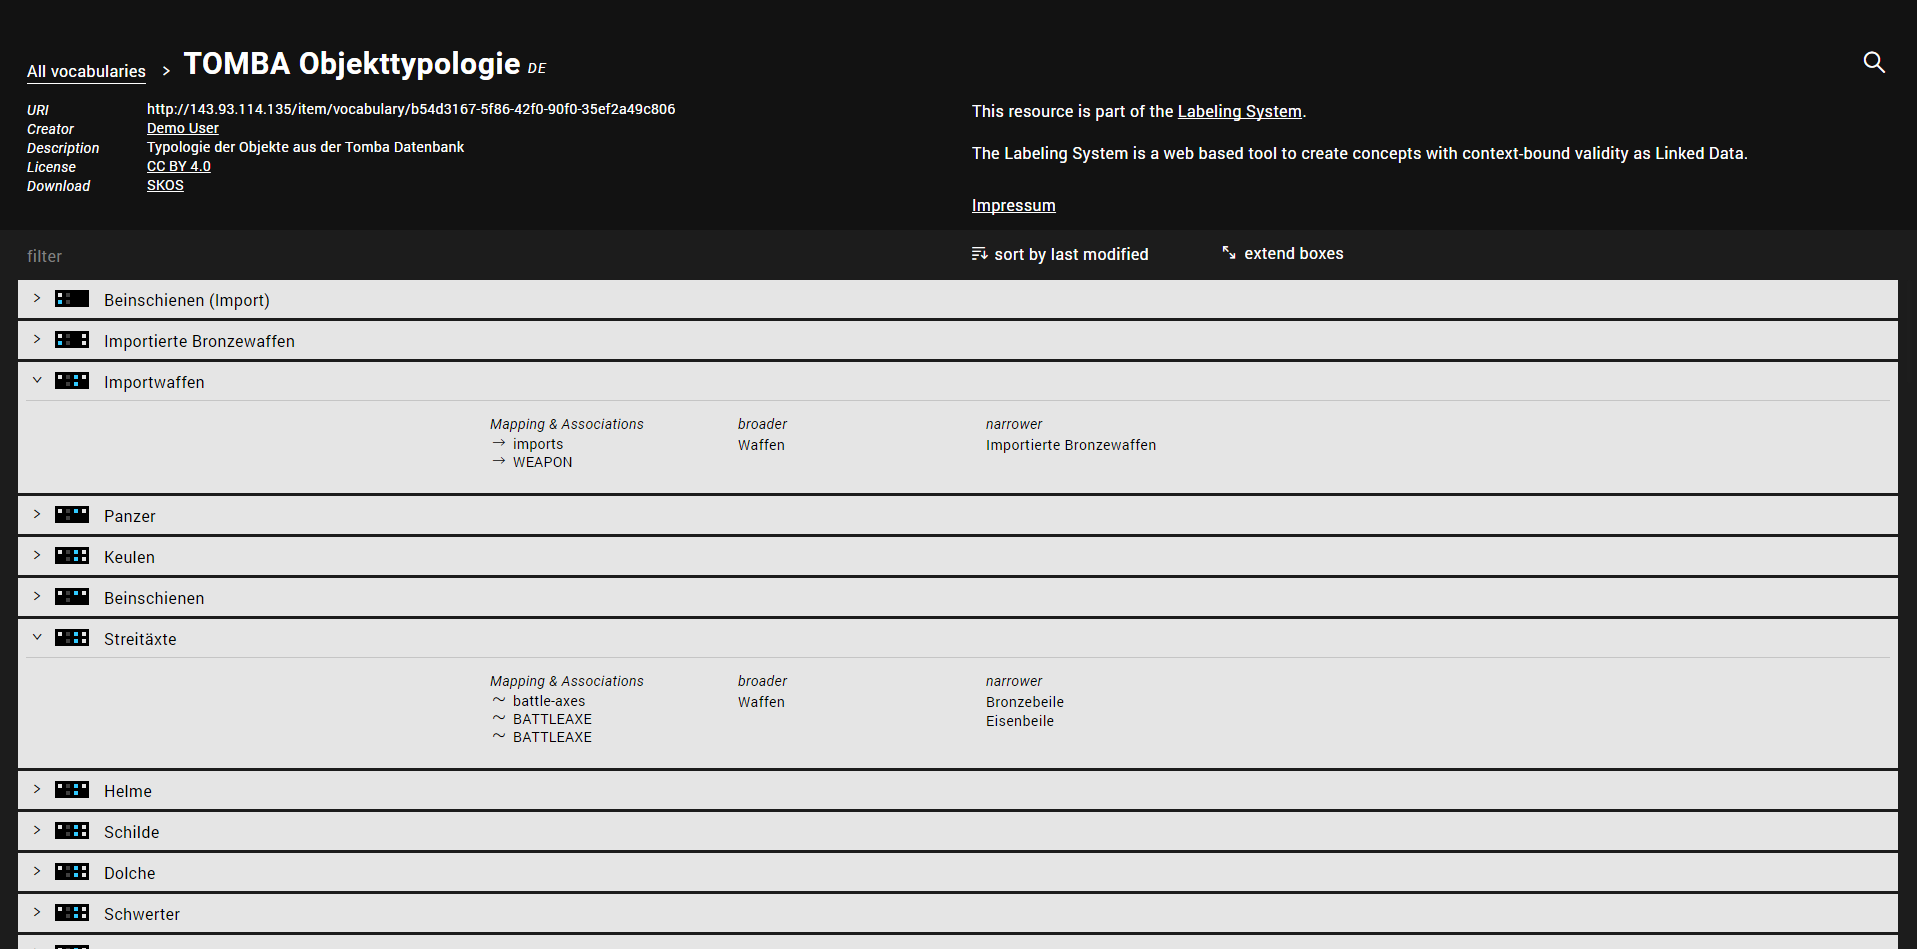 All vocabularies > TOMBA Objekttypologie DE
URI http://143.93.114.135/item/vocabulary/b54d3167-5f86-42f0-90f0-35ef2a49c806
Creator Demo User
Description Typologie der Objekte aus der Tomba Datenbank
License CC BY 4.0
Download SKOS
This resource is part of the Labeling System.
The Labeling System is a web based tool to create concepts with context-bound validity as Linked Data.
Impressum
filter
sort by last modified
extend boxes
Beinschienen (Import)
Importierte Bronzewaffen
Importwaffen
Mapping & Associations
→ imports
→ WEAPON
broader
Waffen
narrower
Importierte Bronzewaffen
Panzer
Keulen
Beinschienen
Streitäxte
Mapping & Associations
~ battle-axes
~ BATTLEAXE
~ BATTLEAXE
broader
Waffen
narrower
Bronzebeile
Eisenbeile
Helme
Schilde
Dolche
Schwerter